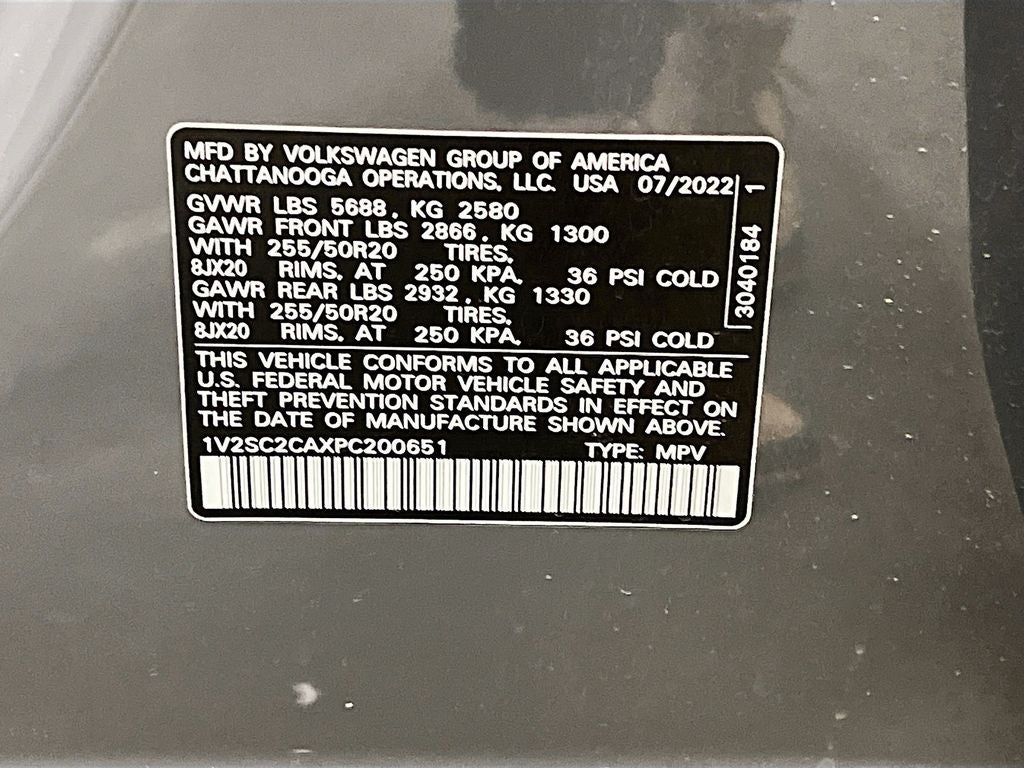 MFD BY VOLKSWAGEN GROUP OF AMERICA
CHATTANOOGA OPERATIONS, LLC. USA 07/2022
GVWR LBS 5688, KG 2580
GAWR FRONT LBS 2866, KG 1300
WITH 255/50R20 TIRES,
8JX20 RIMS, AT 250 KPA, 36 PSI COLD
GAWR REAR LBS 2932, KG 1330
WITH 255/50R20 TIRES,
8JX20 RIMS, AT 250 KPA, 36 PSI COLD
3040184 1
THIS VEHICLE CONFORMS TO ALL APPLICABLE
U.S. FEDERAL MOTOR VEHICLE SAFETY AND
THEFT PREVENTION STANDARDS IN EFFECT ON
THE DATE OF MANUFACTURE SHOWN ABOVE.
1V2SC2CAXPC200651 TYPE: MPV